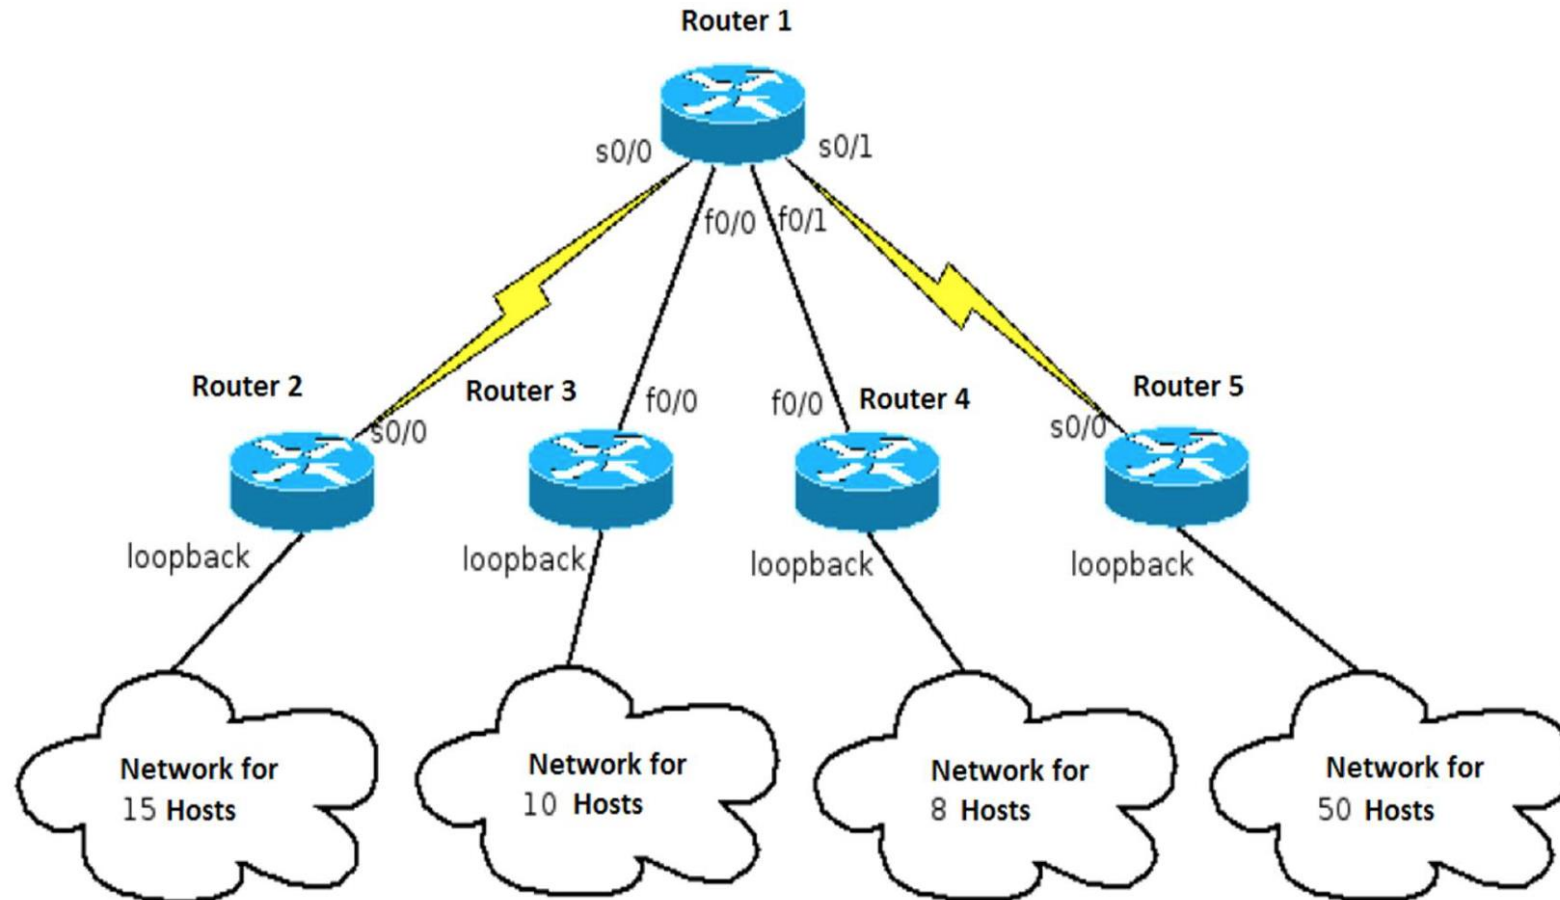 Router 1
s0/0
s0/1
f0/0
f0/1
Router 2
Router 3
Router 4
Router 5
s0/0
f0/0
f0/0
s0/0
loopback
loopback
loopback
loopback
Network for
15 Hosts
Network for
10 Hosts
Network for
8 Hosts
Network for
50 Hosts